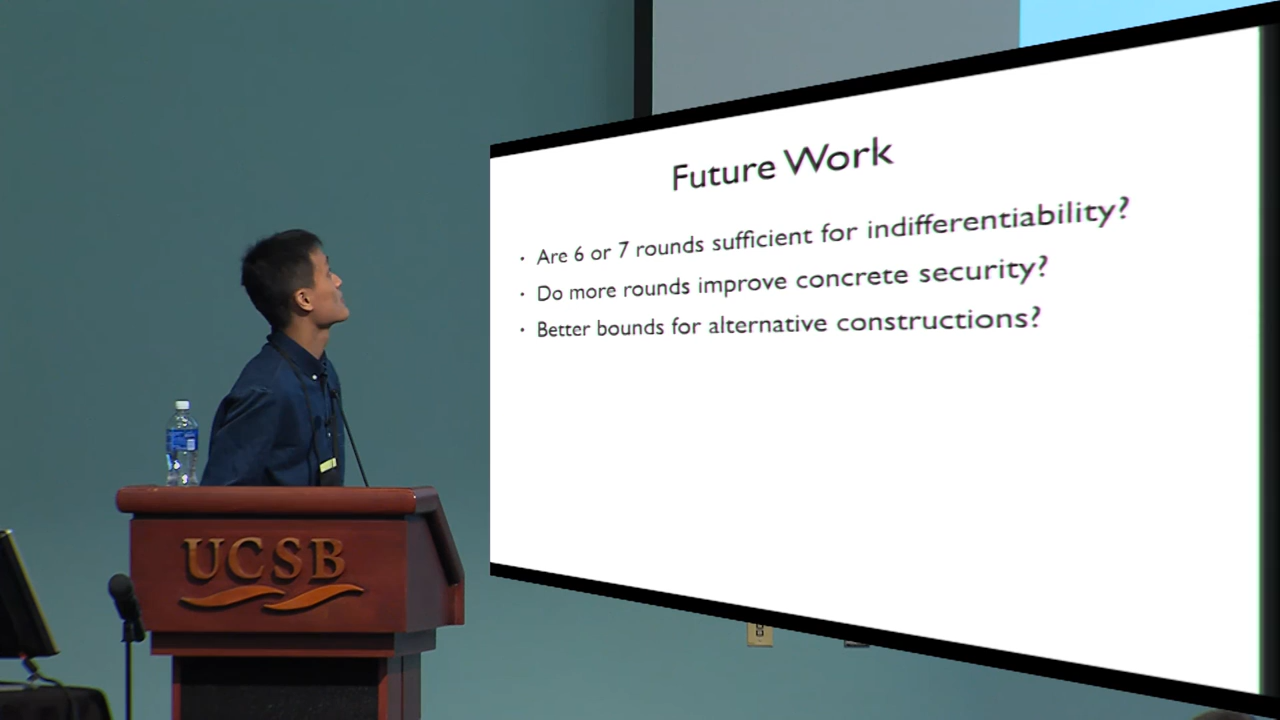 Future Work
· Are 6 or 7 rounds sufficient for indifferentiability?
· Do more rounds improve concrete security?
· Better bounds for alternative constructions?
UCSB